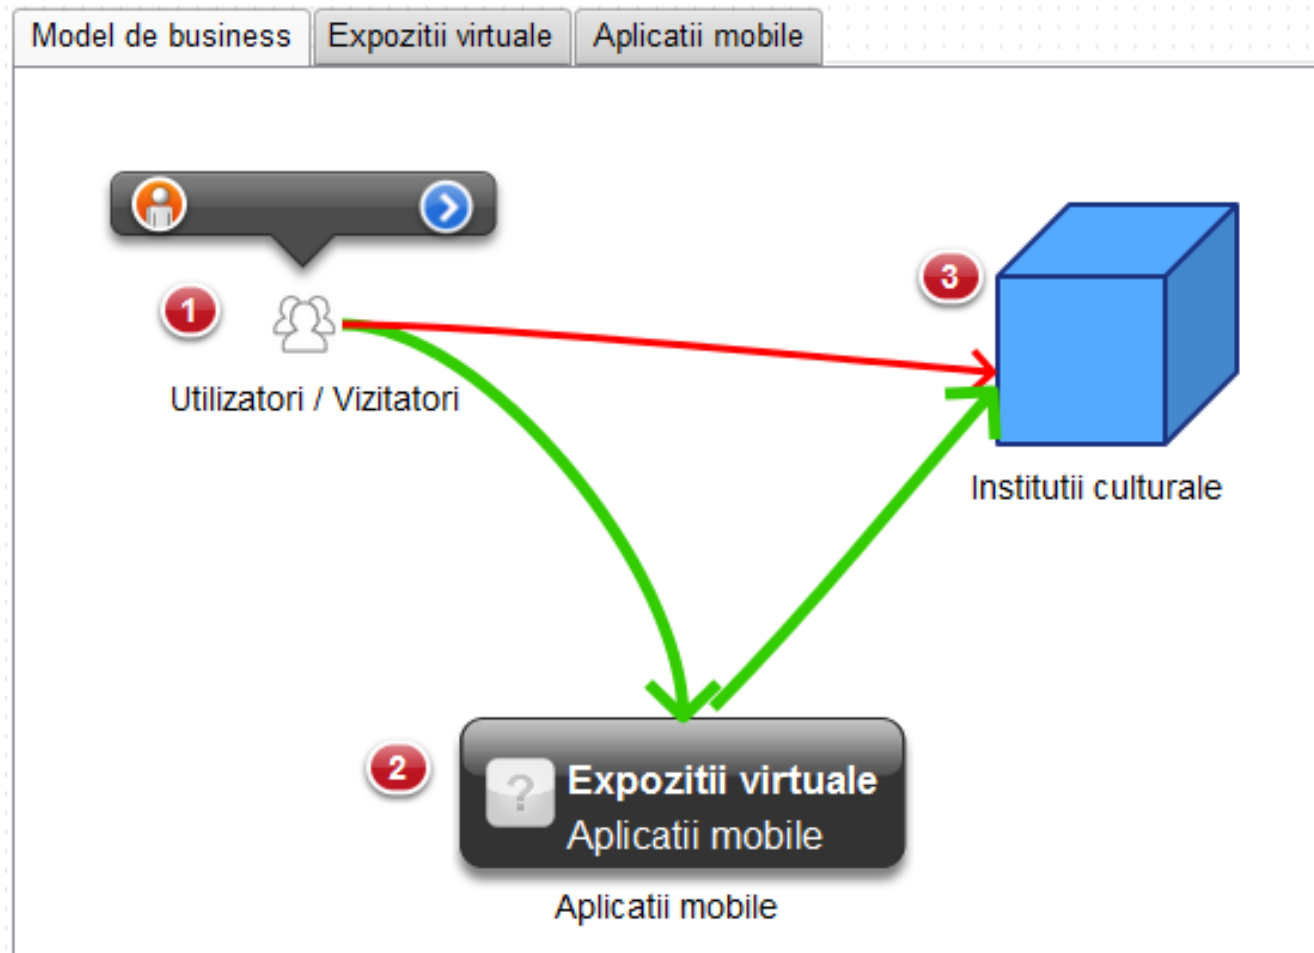 Model de business
Expozitii virtuale
Aplicatii mobile
1
Utilizatori / Vizitatori
3
Institutii culturale
2
?
Expozitii virtuale
Aplicatii mobile
Aplicatii mobile